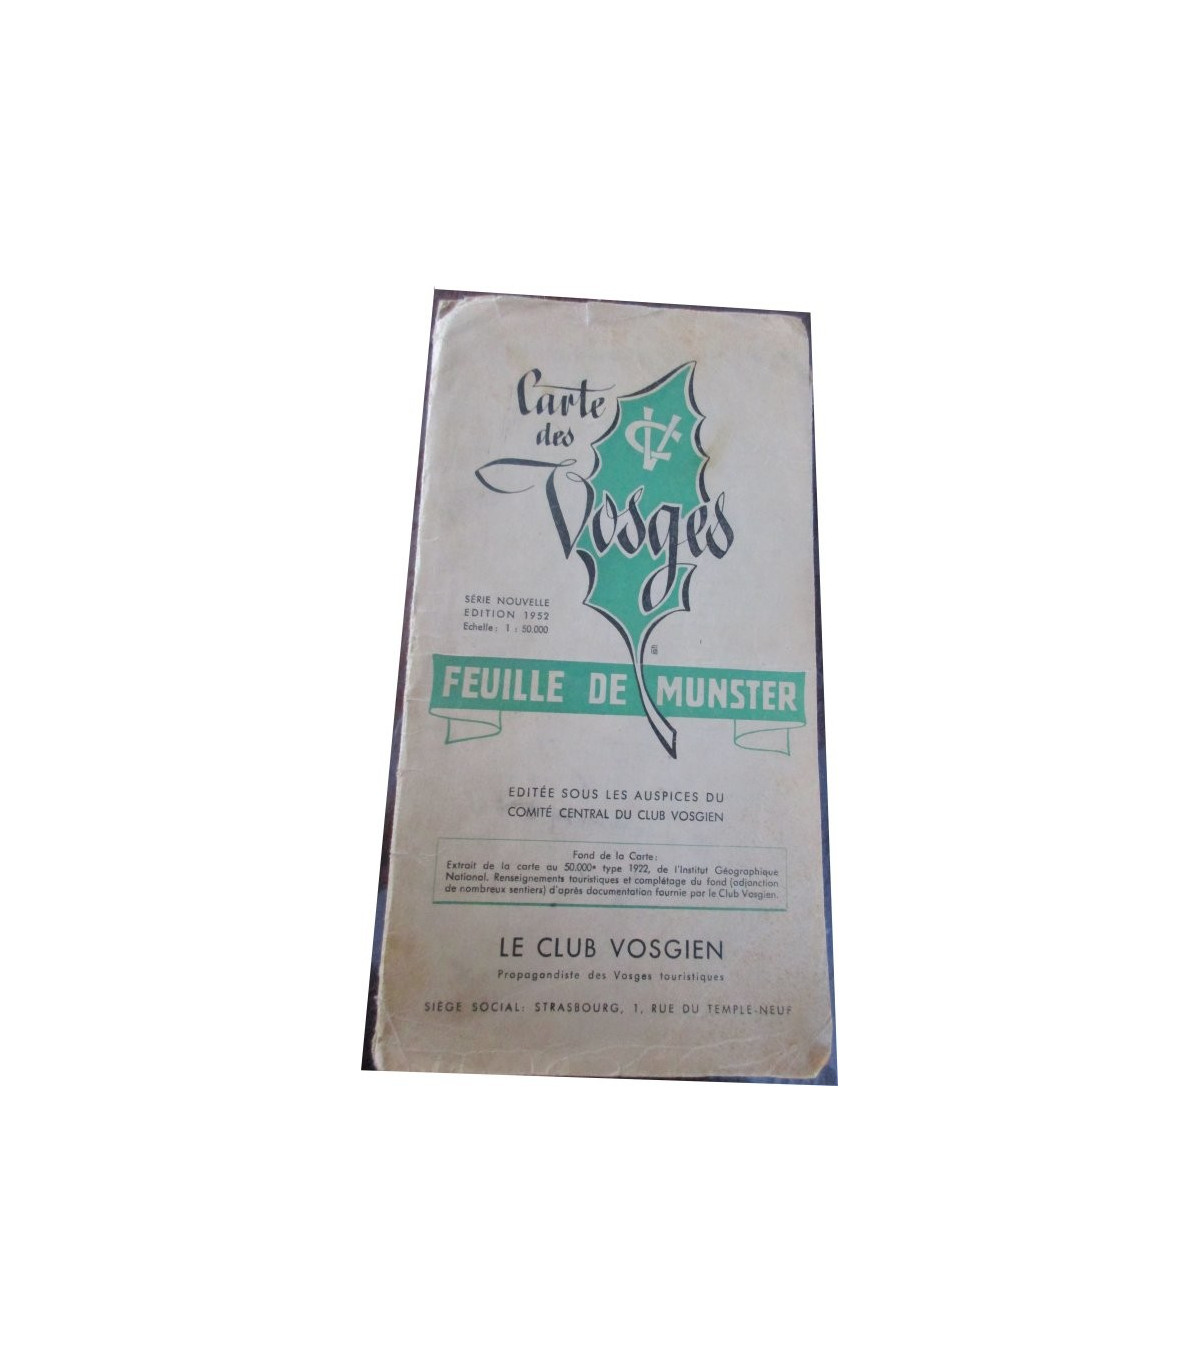 Carte
des
Vosges
CV
SÉRIE NOUVELLE
EDITION 1952
Echelle: 1 : 50.000
FEUILLE DE MUNSTER
EDITÉE SOUS LES AUSPICES DU
COMITÉ CENTRAL DU CLUB VOSGIEN
Fond de la Carte:
Extrait de la carte au 50.000e type 1922, de l'Institut Géographique
National. Renseignements touristiques et complétage du fond (adjonction
de nombreux sentiers) d'après documentation fournie par le Club Vosgien.
LE CLUB VOSGIEN
Propagandiste des Vosges touristiques
SIÈGE SOCIAL: STRASBOURG, 1, RUE DU TEMPLE-NEUF